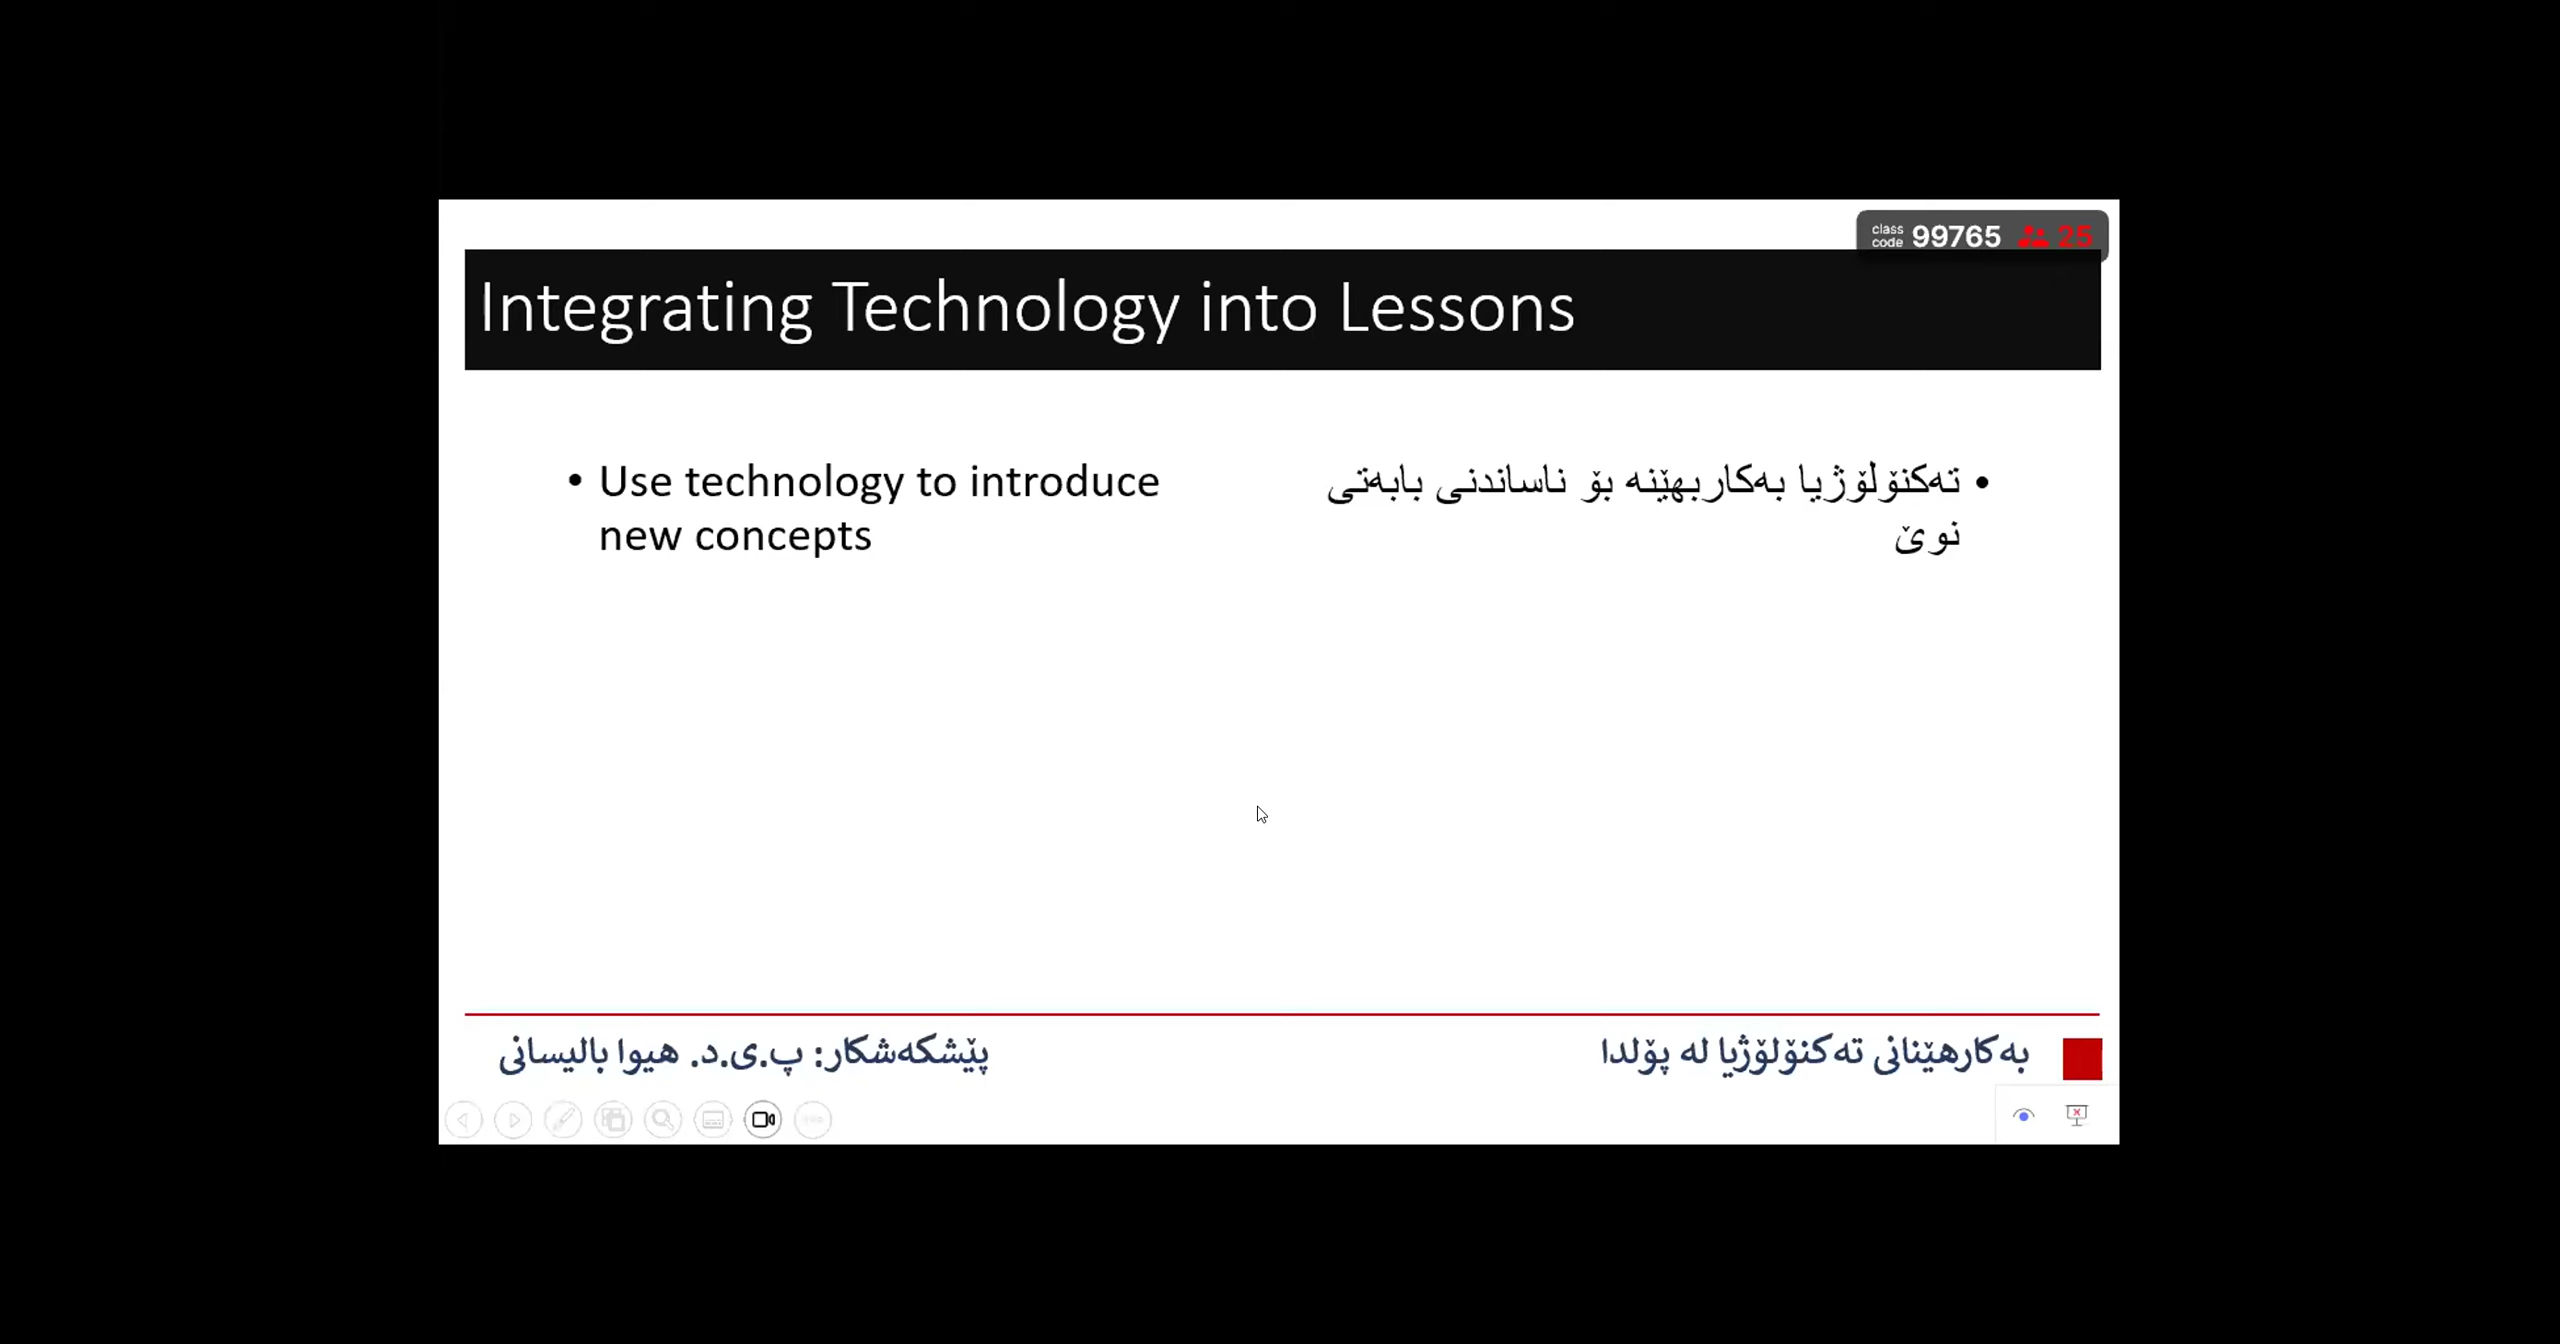 class code 99765 25
Integrating Technology into Lessons
• Use technology to introduce
new concepts
• تەکنۆلۆژیا بەکاربهێنە بۆ ناساندنی بابەتی
نوێ
پێشکەشکار: پ.ی.د. هیوا بالیسانی
بەکارهێنانی تەکنۆلۆژیا لە پۆلدا